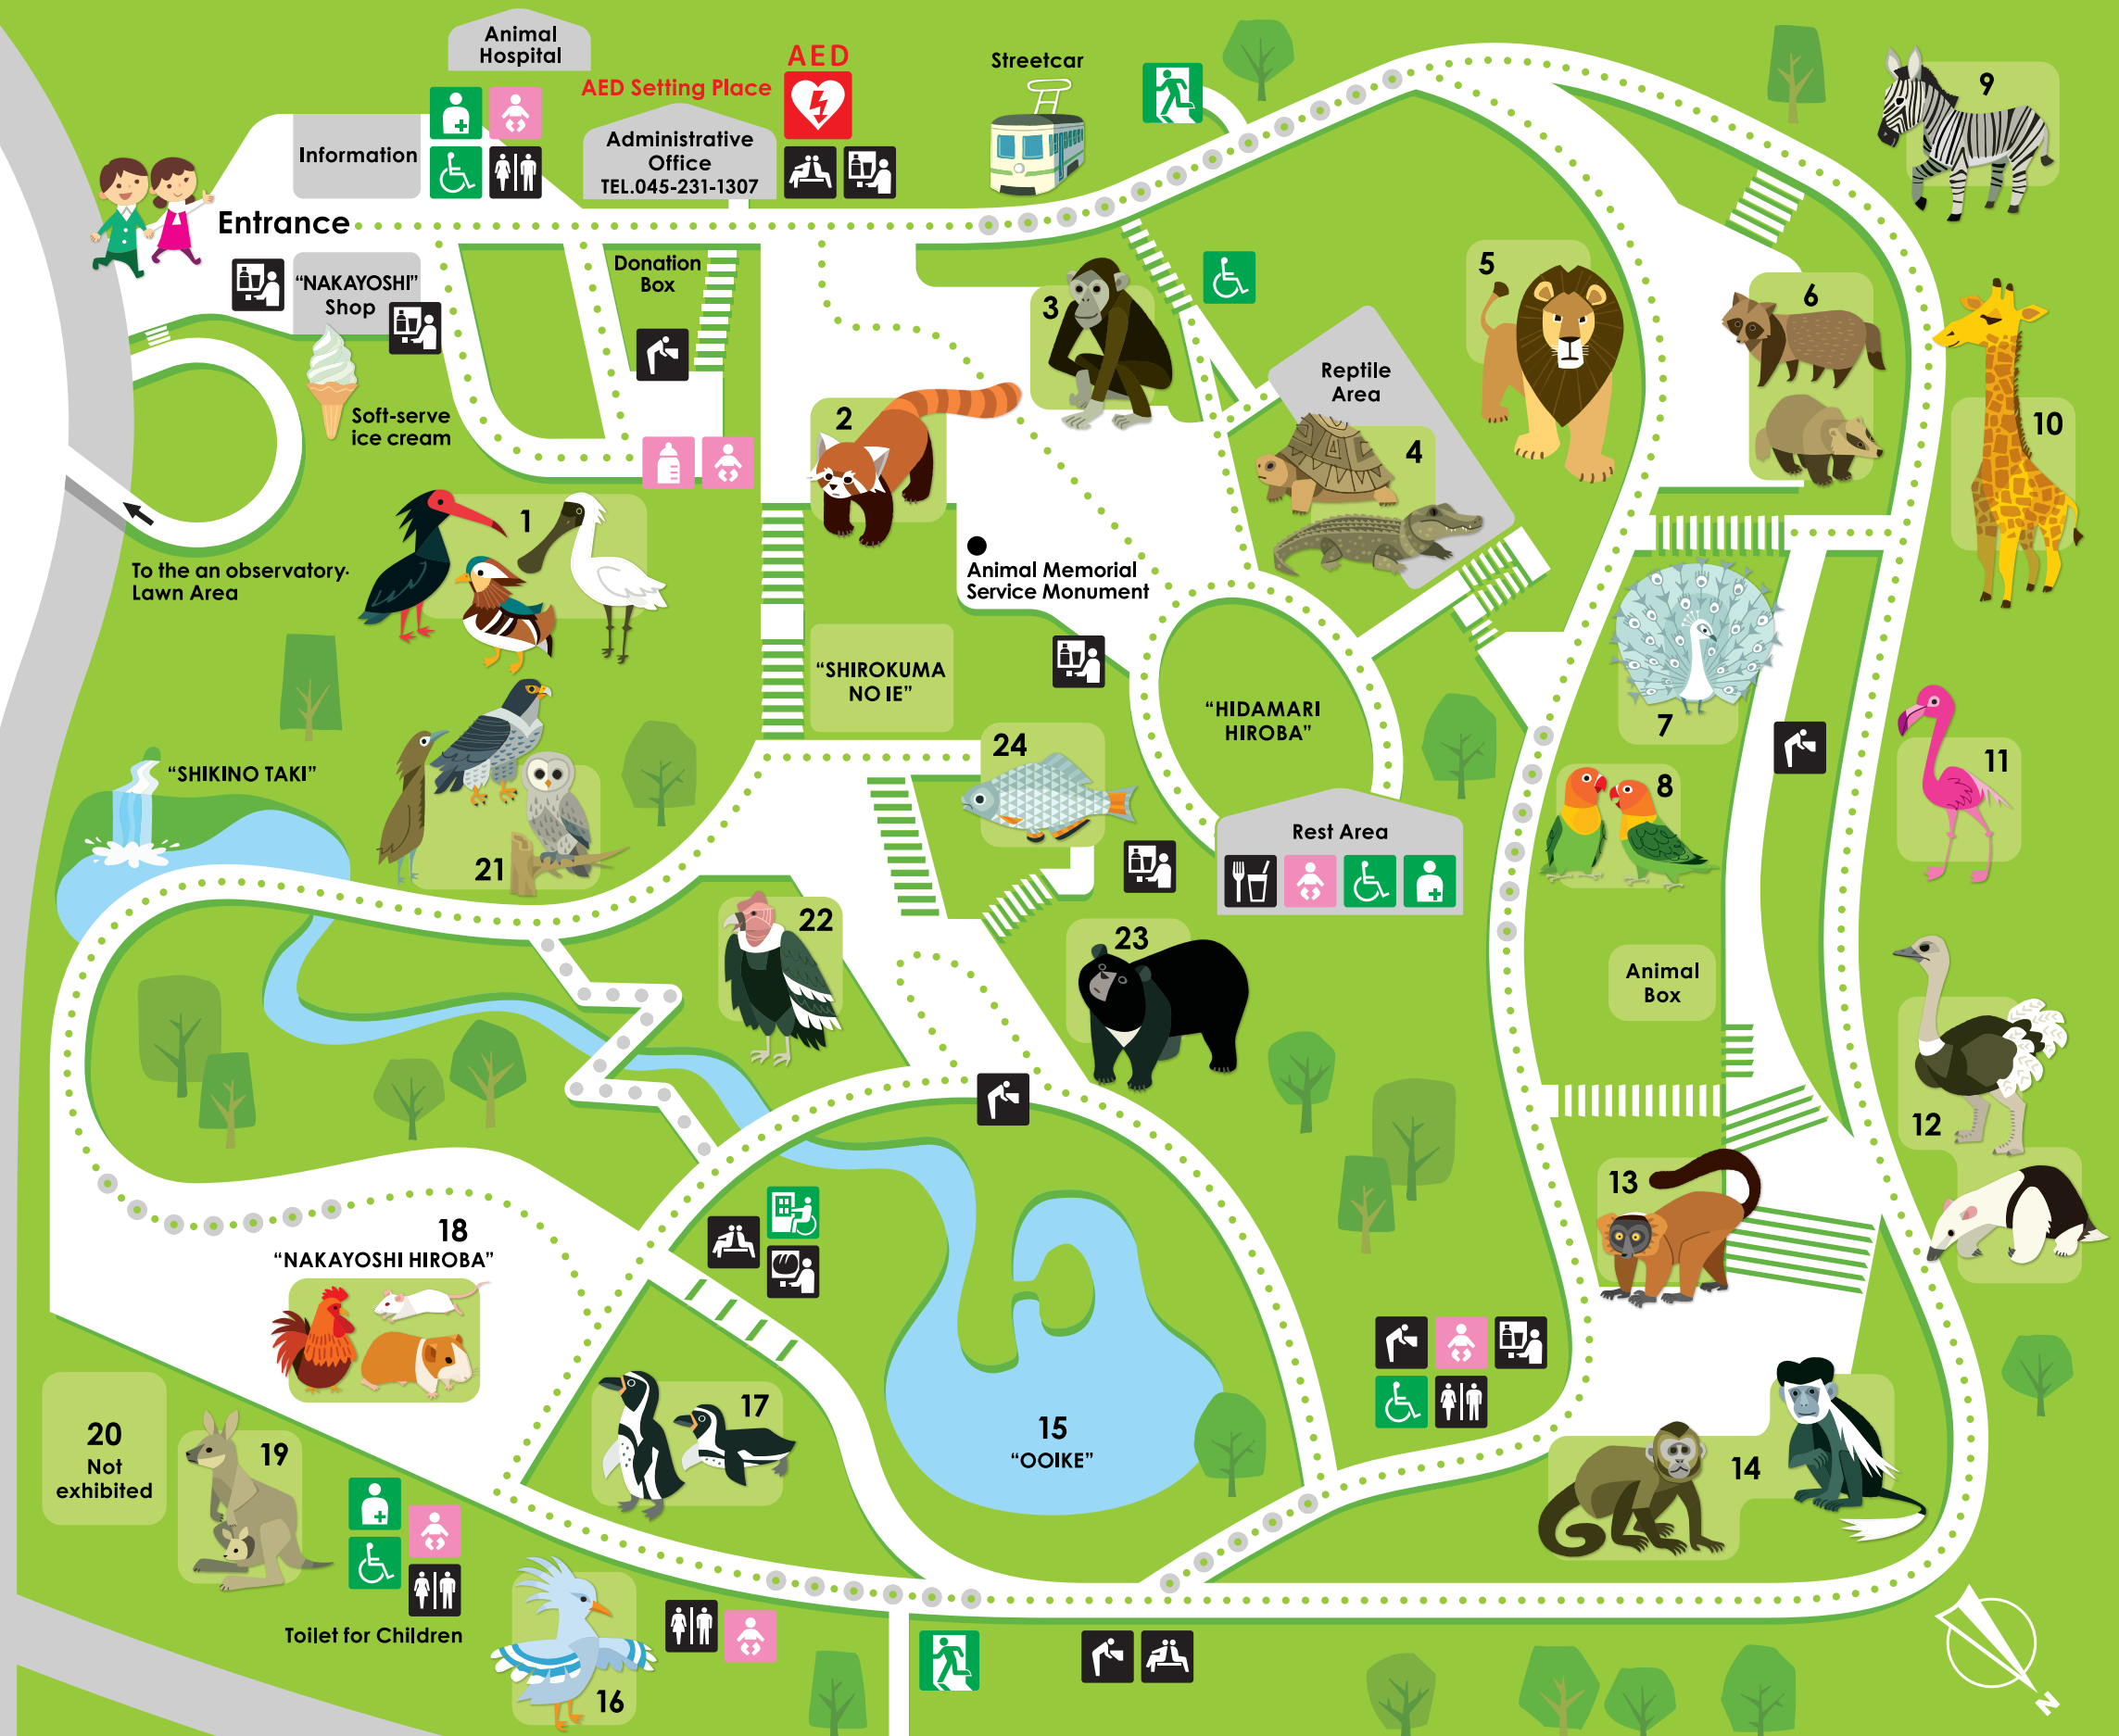 Animal
Hospital
AED
AED Setting Place
Streetcar
Information
Administrative
Office
TEL.045-231-1307
Entrance
"NAKAYOSHI"
Shop
Donation
Box
Soft-serve
ice cream
To the an observatory·
Lawn Area
1
2
3
Reptile
Area
4
5
6
7
8
9
10
11
Animal Memorial
Service Monument
"SHIROKUMA
NO IE"
"HIDAMARI
HIROBA"
24
"SHIKINO TAKI"
21
Rest Area
22
23
Animal
Box
12
13
18
"NAKAYOSHI HIROBA"
17
15
"OOIKE"
14
20
Not
exhibited
19
Toilet for Children
16
N